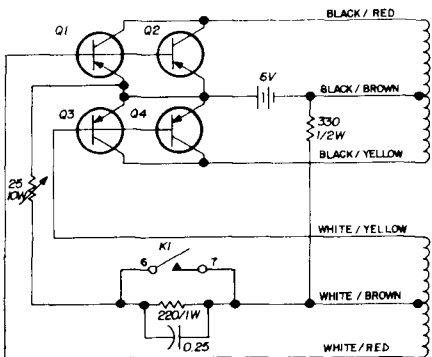 BLACK / RED
Q1
Q2
6V
BLACK / BROWN
Q3
Q4
330
1/2W
BLACK / YELLOW
25
10W
WHITE / YELLOW
K1
6
7
WHITE / BROWN
220/1W
0.25
WHITE / RED